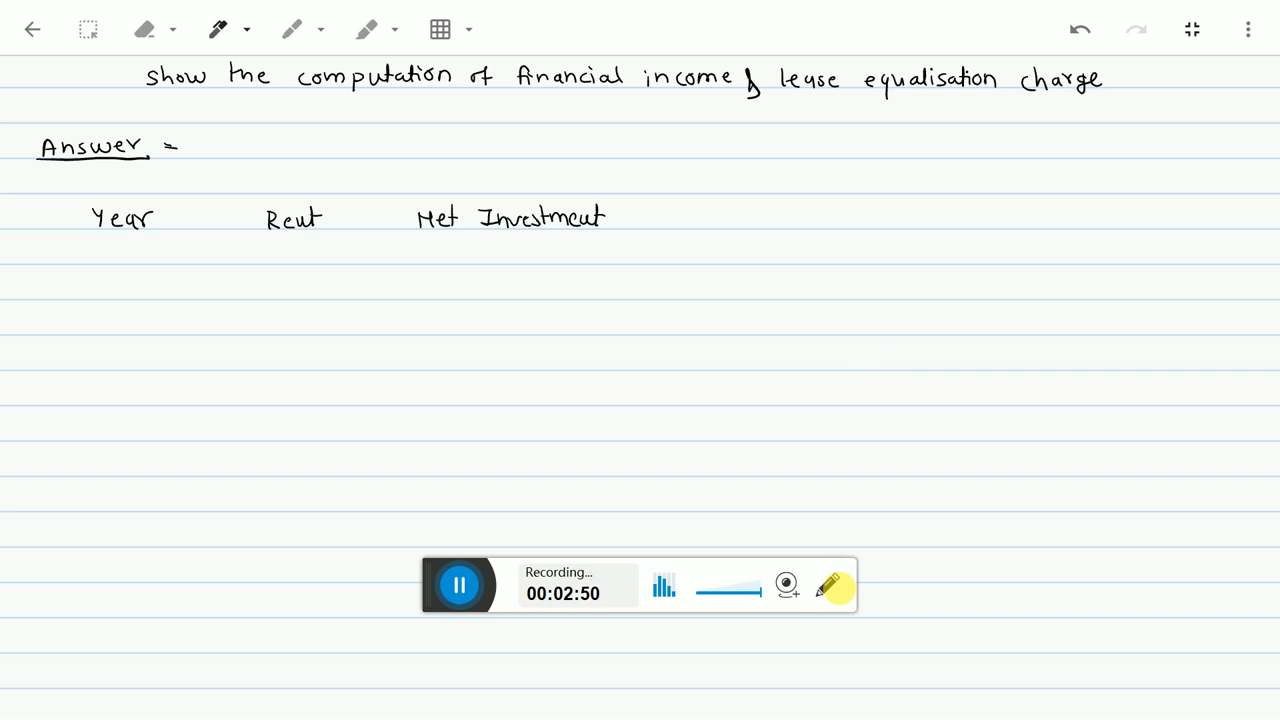 show the computation of financial income & lease equalisation charge
Answer =
Year Rent Net Investment
Recording...
00:02:50